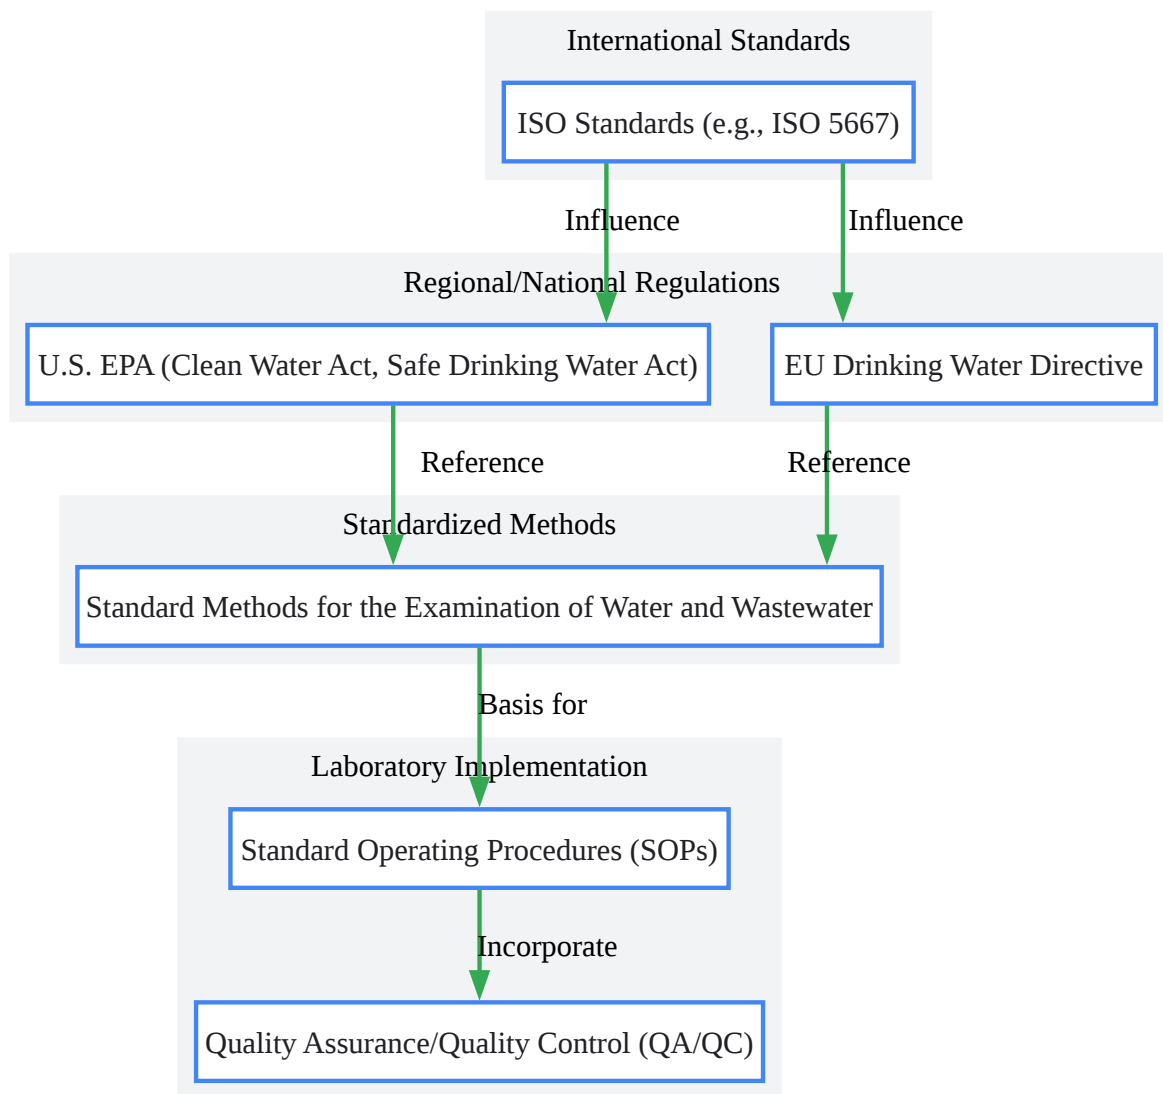 International Standards
ISO Standards (e.g., ISO 5667)
Influence
Influence
Regional/National Regulations
U.S. EPA (Clean Water Act, Safe Drinking Water Act)
EU Drinking Water Directive
Reference
Reference
Standardized Methods
Standard Methods for the Examination of Water and Wastewater
Basis for
Laboratory Implementation
Standard Operating Procedures (SOPs)
Incorporate
Quality Assurance/Quality Control (QA/QC)